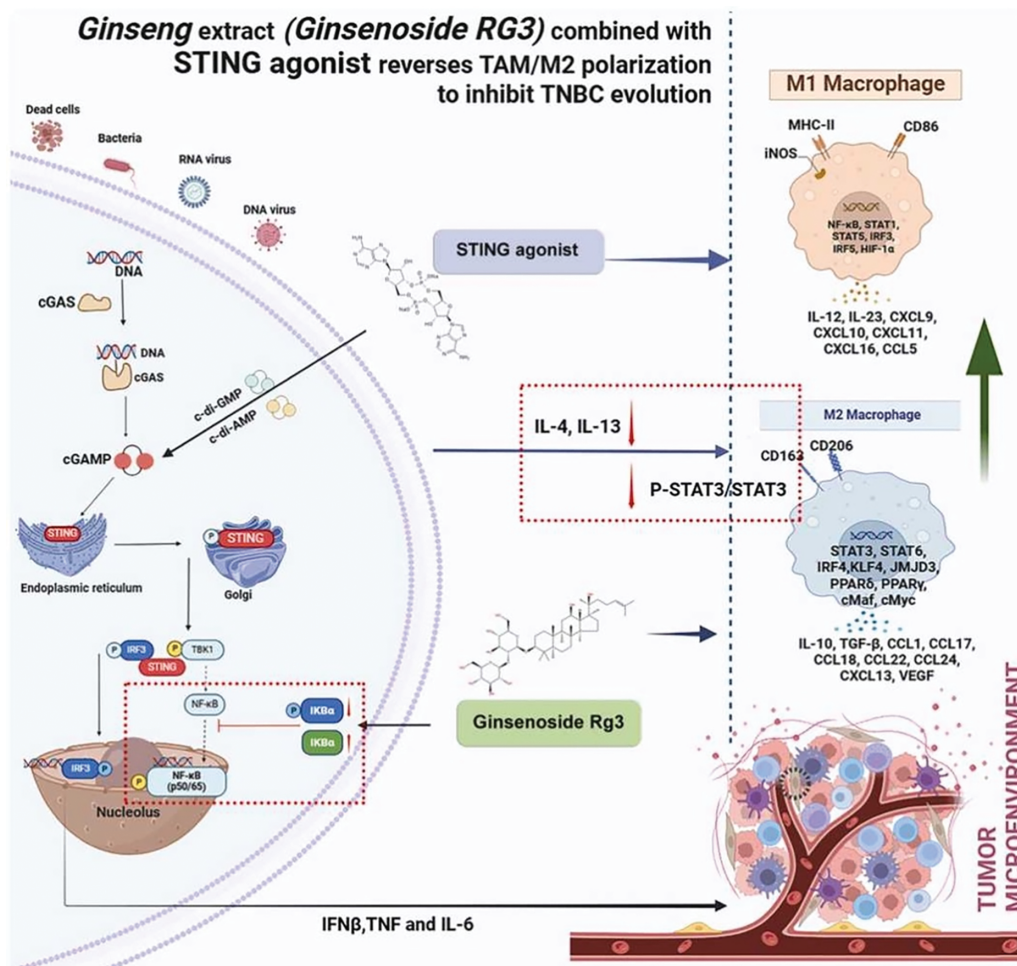 Ginseng extract (Ginsenoside RG3) combined with
STING agonist reverses TAM/M2 polarization
to inhibit TNBC evolution
Dead cells
Bacteria
RNA virus
DNA virus
DNA
cGAS
DNA
cGAS
cGAMP
c-di-GMP
c-di-AMP
STING
Endoplasmic reticulum
P
STING
Golgi
P
IRF3
STING
P
TBK1
NF-κB
P
IKBα
IKBα
IRF3
P
P
NF-κB
(p50/65)
Nucleolus
IFNβ,TNF and IL-6
NH₂
N
OH
ONa
NaO
NH₂
STING agonist
IL-4, IL-13
P-STAT3/STAT3
Ginsenoside Rg3
M1 Macrophage
MHC-II
CD86
iNOS
NF-κB, STAT1,
STAT5, IRF3,
IRF5, HIF-1α
IL-12, IL-23, CXCL9,
CXCL10, CXCL11,
CXCL16, CCL5
M2 Macrophage
CD206
CD163
STAT3, STAT6,
IRF4,KLF4, JMJD3,
PPARδ, PPARγ,
cMaf, cMyc
IL-10, TGF-β, CCL1, CCL17,
CCL18, CCL22, CCL24,
CXCL13, VEGF
TUMOR
MICROENVIRONMENT